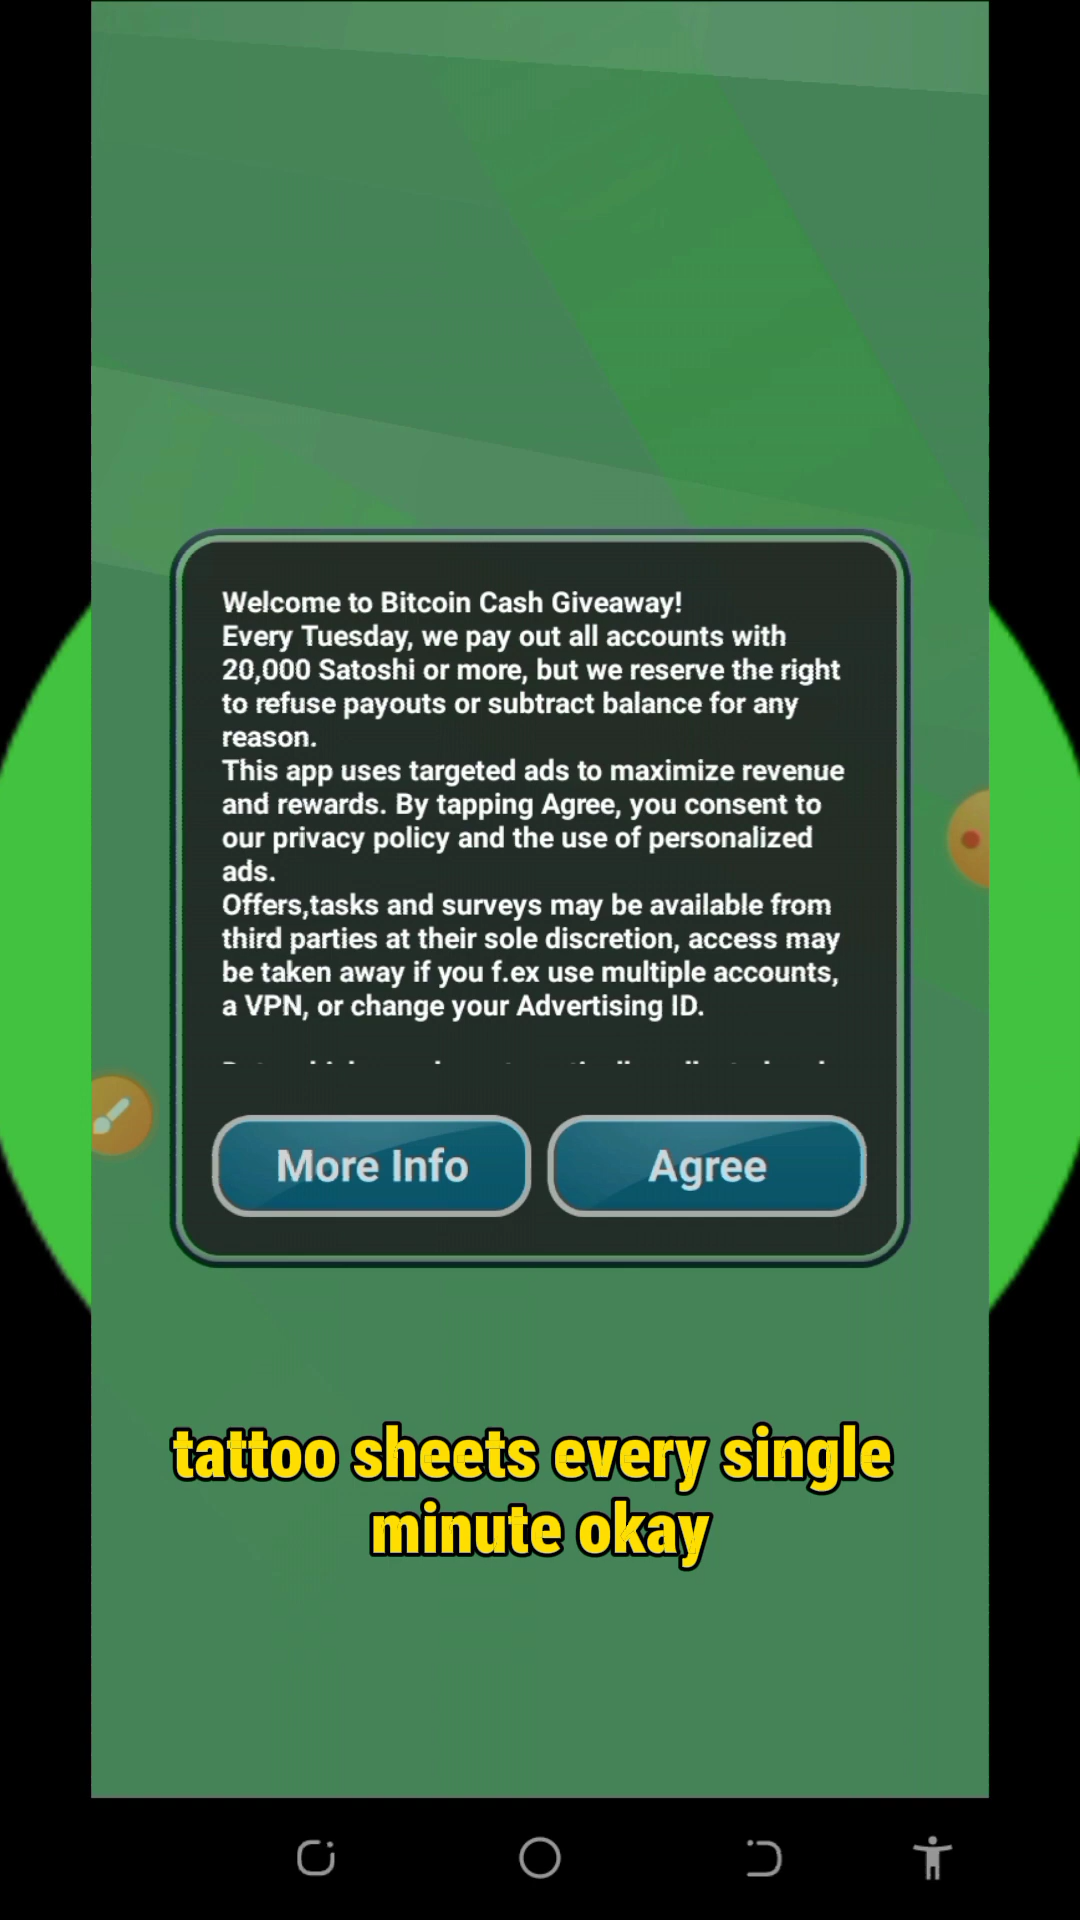 Welcome to Bitcoin Cash Giveaway!
Every Tuesday, we pay out all accounts with
20,000 Satoshi or more, but we reserve the right
to refuse payouts or subtract balance for any
reason.
This app uses targeted ads to maximize revenue
and rewards. By tapping Agree, you consent to
our privacy policy and the use of personalized
ads.
Offers,tasks and surveys may be available from
third parties at their sole discretion, access may
be taken away if you f.ex use multiple accounts,
a VPN, or change your Advertising ID.
More Info
Agree
tattoo sheets every single
minute okay